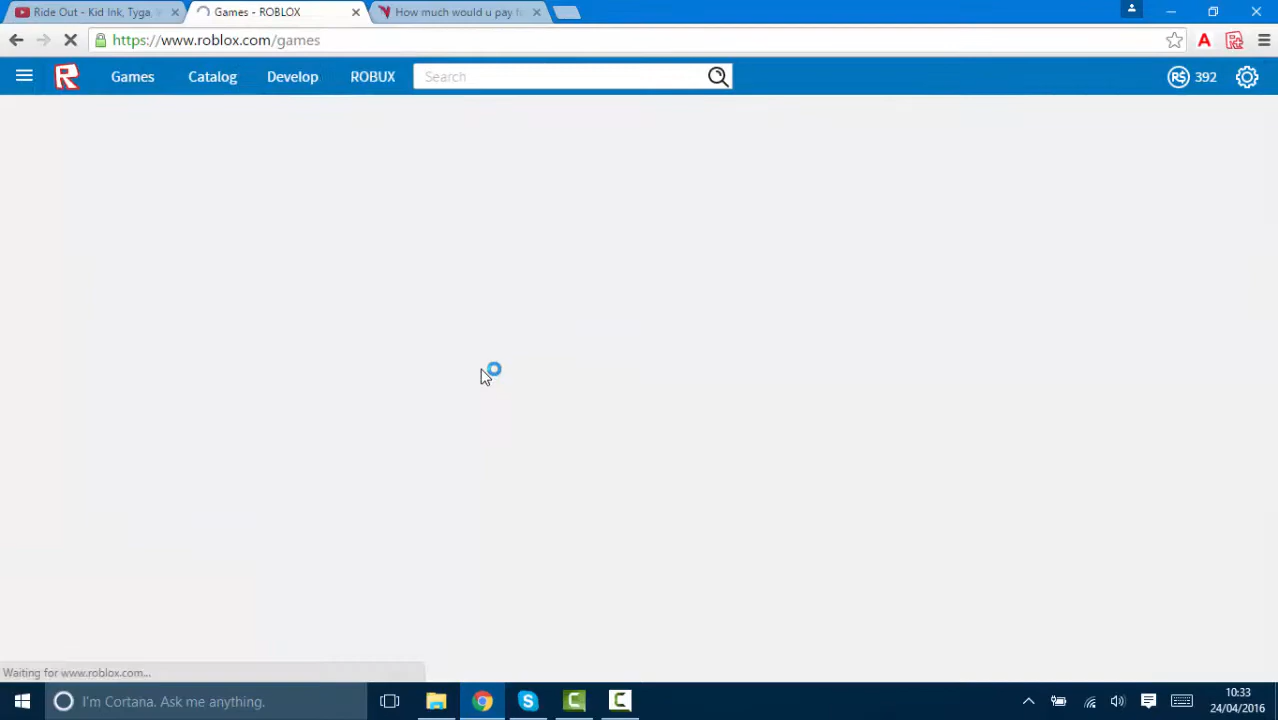 Ride Out - Kid Ink, Tyga,
Games - ROBLOX
How much would u pay
https://www.roblox.com/games
Games
Catalog
Develop
ROBUX
Search
R$ 392
Waiting for www.roblox.com...
I'm Cortana. Ask me anything.
10:33
24/04/2016